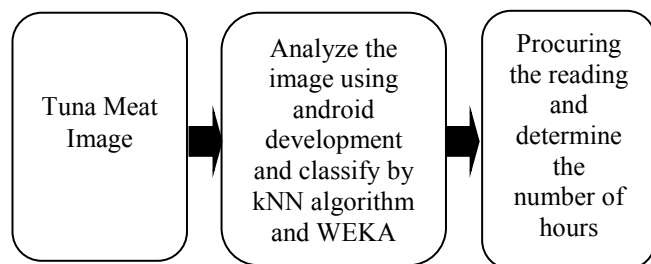 Tuna Meat
Image
Analyze the
image using
android
development
and classify by
kNN algorithm
and WEKA
Procuring
the reading
and
determine
the
number of
hours